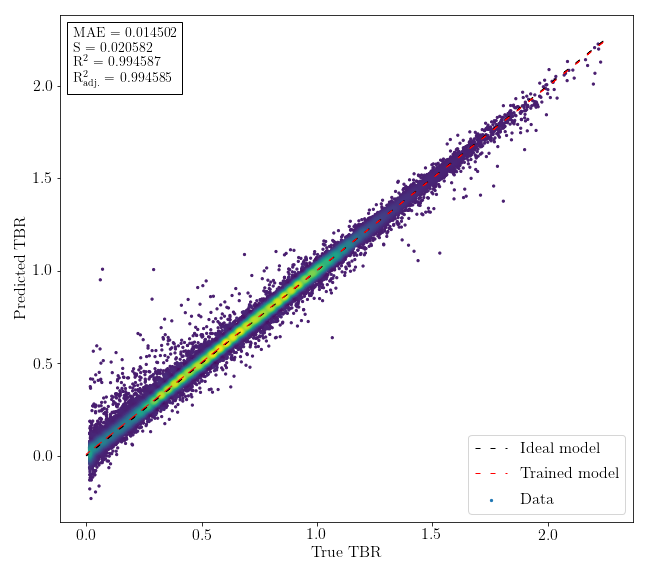 MAE = 0.014502
S = 0.020582
R² = 0.994587
R²adj. = 0.994585
Predicted TBR
2.0
1.5
1.0
0.5
0.0
Ideal model
Trained model
Data
0.0 0.5 1.0 1.5 2.0
True TBR